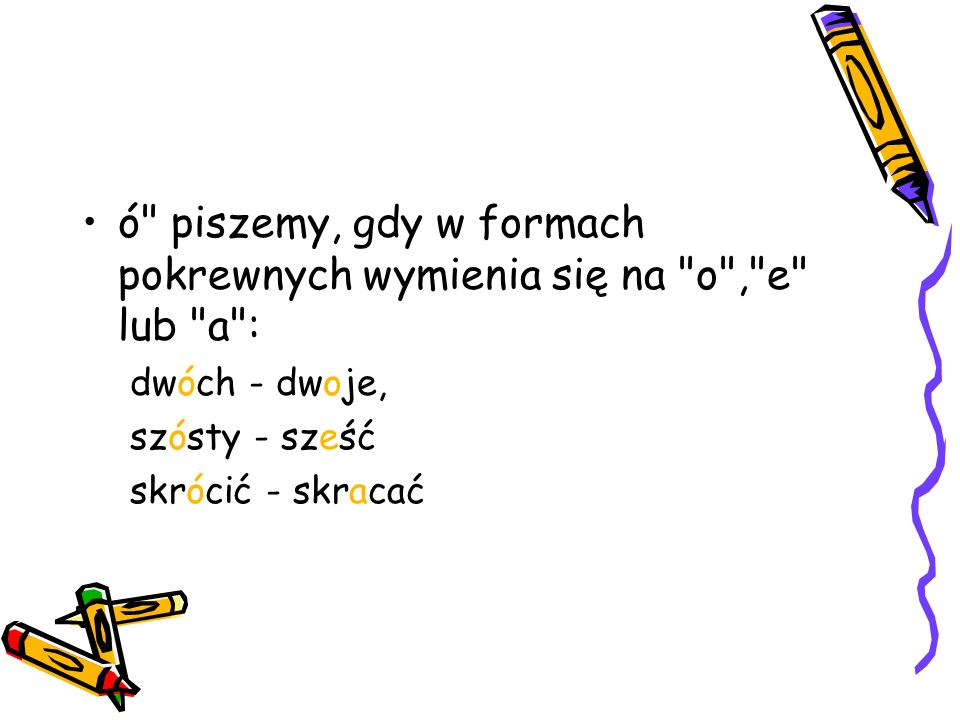 • ó" piszemy, gdy w formach
pokrewnych wymienia się na "o","e"
lub "a":
dwóch - dwoje,
szósty - sześć
skrócić - skracać